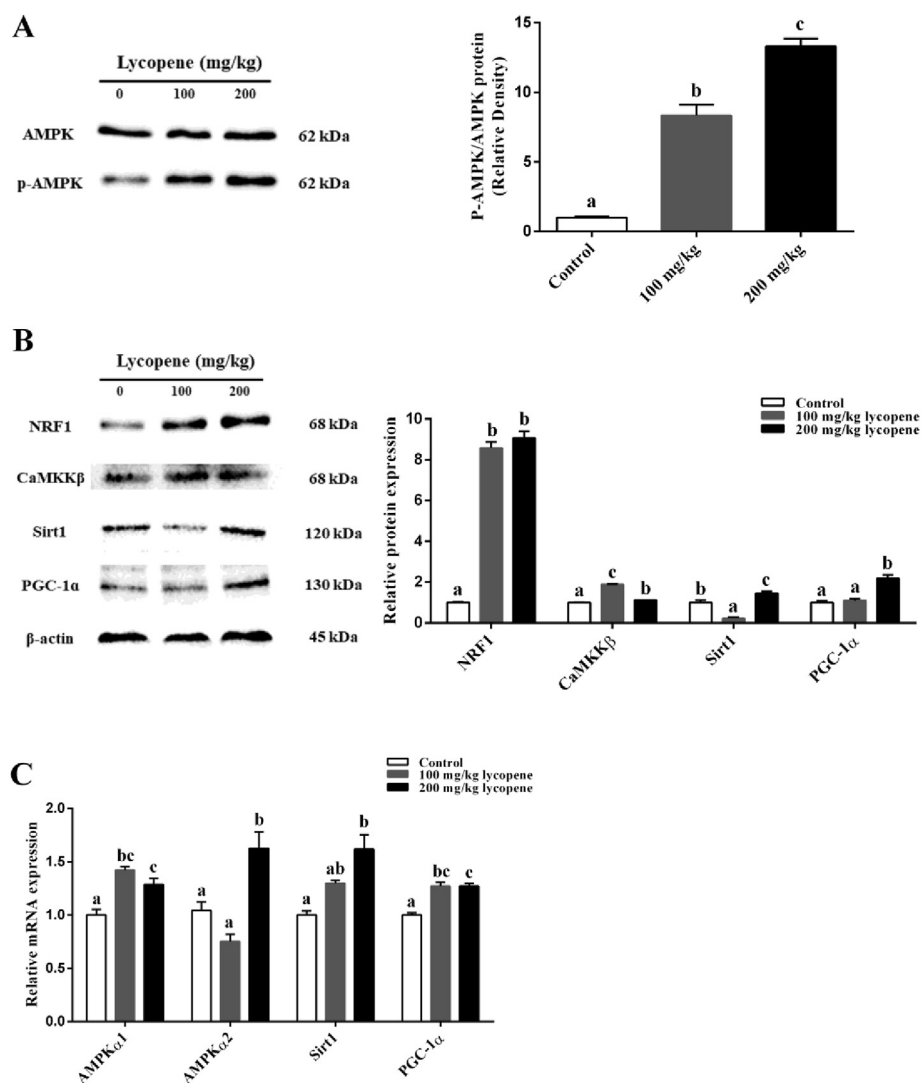 A
Lycopene (mg/kg)
0 100 200
AMPK 62 kDa
p-AMPK 62 kDa
P-AMPK/AMPK protein
(Relative Density)
20
15
10
5
0
a
b
c
Control
100 mg/kg
200 mg/kg
B
Lycopene (mg/kg)
0 100 200
NRF1 68 kDa
CaMKKβ 68 kDa
Sirt1 120 kDa
PGC-1α 130 kDa
β-actin 45 kDa
Control
100 mg/kg lycopene
200 mg/kg lycopene
Relative protein expression
10
8
6
4
2
0
a b b
a c b
b a c
a a b
NRF1
CaMKKβ
Sirt1
PGC-1α
C
Control
100 mg/kg lycopene
200 mg/kg lycopene
Relative mRNA expression
2.0
1.5
1.0
0.5
0.0
a bc c
a a b
a ab b
a bc c
AMPKα1
AMPKα2
Sirt1
PGC-1α